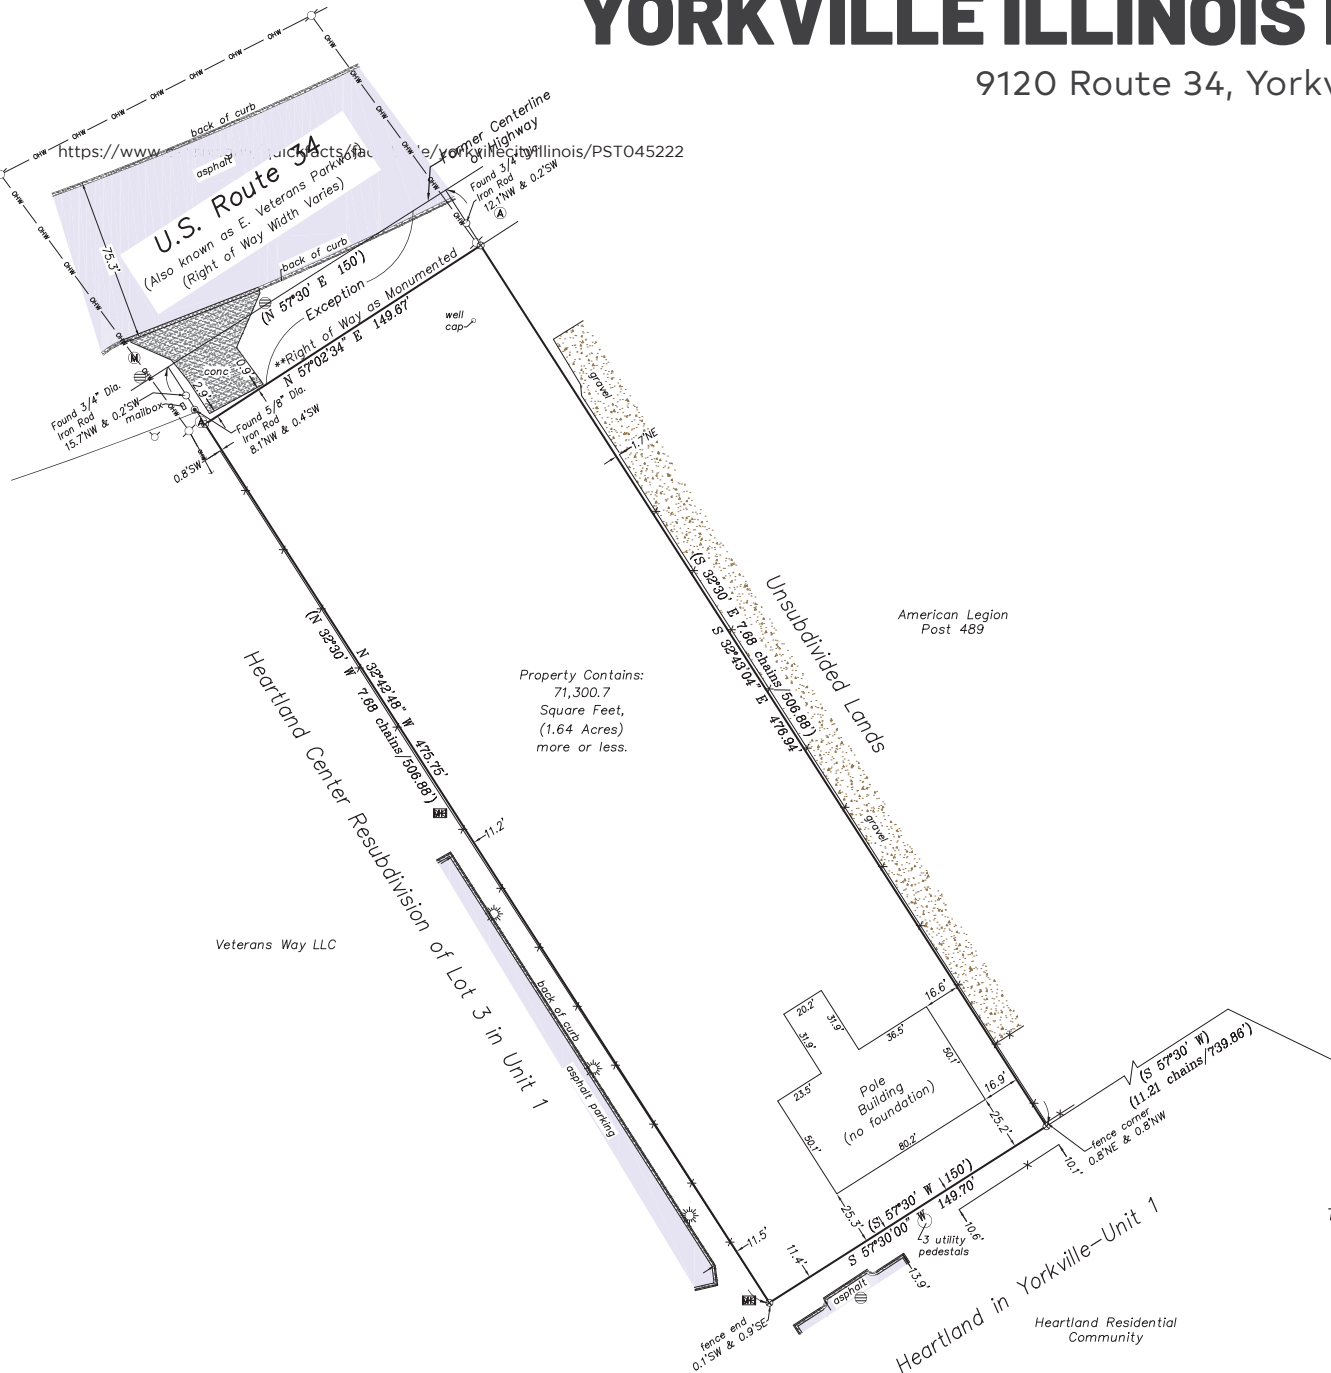 YORKVILLE ILLINOIS
9120 Route 34, Yorkv
OHW OHW OHW OHW OHW OHW OHW
back of curb
asphalt
U.S. Route 34
(Also known as E. Veterans Parkway)
(Right of Way Width Varies)
75.3'
Former Centerline
of Highway
Found 3/4" Dia.
Iron Rod
12.1'NW & 0.2'SW
A
back of curb
(N 57°30' E 150')
Exception
**Right of Way as Monumented
N 57°02'34" E 149.67'
well
cap
conc
0.9'
2.9'
M
Found 3/4" Dia.
Iron Rod
15.7'NW & 0.2'SW
mailbox
Found 5/8" Dia.
Iron Rod
8.1'NW & 0.4'SW
0.8'SW
gravel
1.7'NE
(S 32°30' E 7.68 chains/506.88')
S 32°43'04" E 476.94'
Unsubdivided Lands
American Legion
Post 489
Property Contains:
71,300.7
Square Feet,
(1.64 Acres)
more or less.
N 32°42'48" W 475.75'
(N 32°30' W 7.68 chains/506.88')
Heartland Center Resubdivision of Lot 3 in Unit 1
11.2'
gravel
Veterans Way LLC
back of curb
asphalt parking
20.2'
31.9'
31.9'
36.5'
16.6'
23.5'
50.1'
50.1'
16.9'
Pole
Building
(no foundation)
80.2'
25.2'
25.3'
(S 57°30' W)
(11.21 chains/739.86')
fence corner
0.8'NE & 0.8'NW
10.1'
(S 57°30' W 150')
S 57°30'00" W 149.70'
10.6'
3 utility
pedestals
11.5'
11.4'
13.9'
asphalt
fence end
0.1'SW & 0.9'SE
Heartland in Yorkville-Unit 1
Heartland Residential
Community